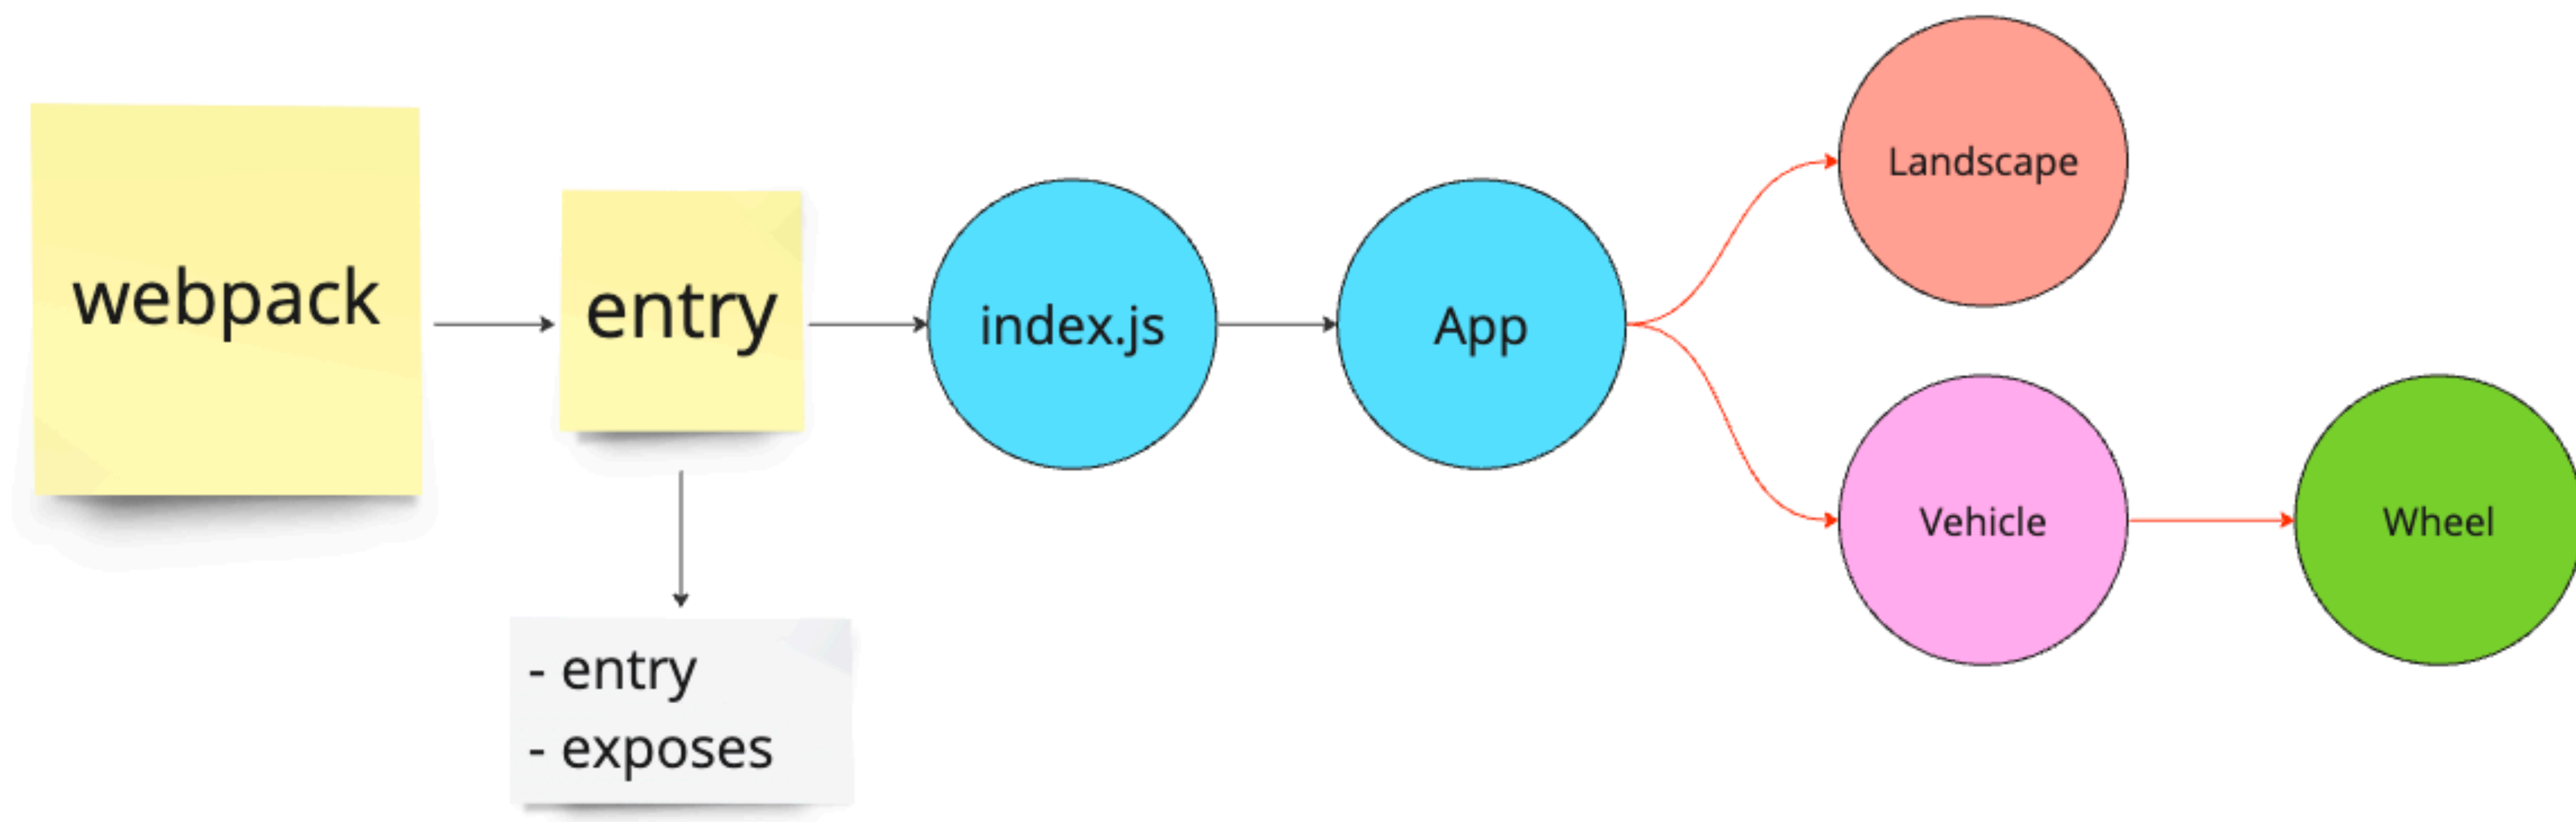 webpack
entry
index.js
App
Landscape
Vehicle
Wheel
- entry
- exposes